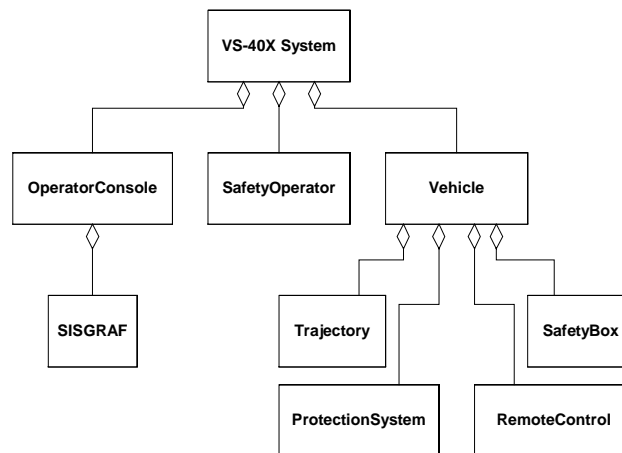 VS-40X System
OperatorConsole
SafetyOperator
Vehicle
SISGRAF
Trajectory
SafetyBox
ProtectionSystem
RemoteControl